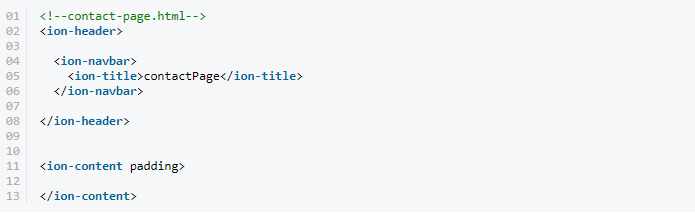 01 <!--contact-page.html-->
02 <ion-header>
03
04   <ion-navbar>
05     <ion-title>contactPage</ion-title>
06   </ion-navbar>
07
08 </ion-header>
09
10
11 <ion-content padding>
12
13 </ion-content>